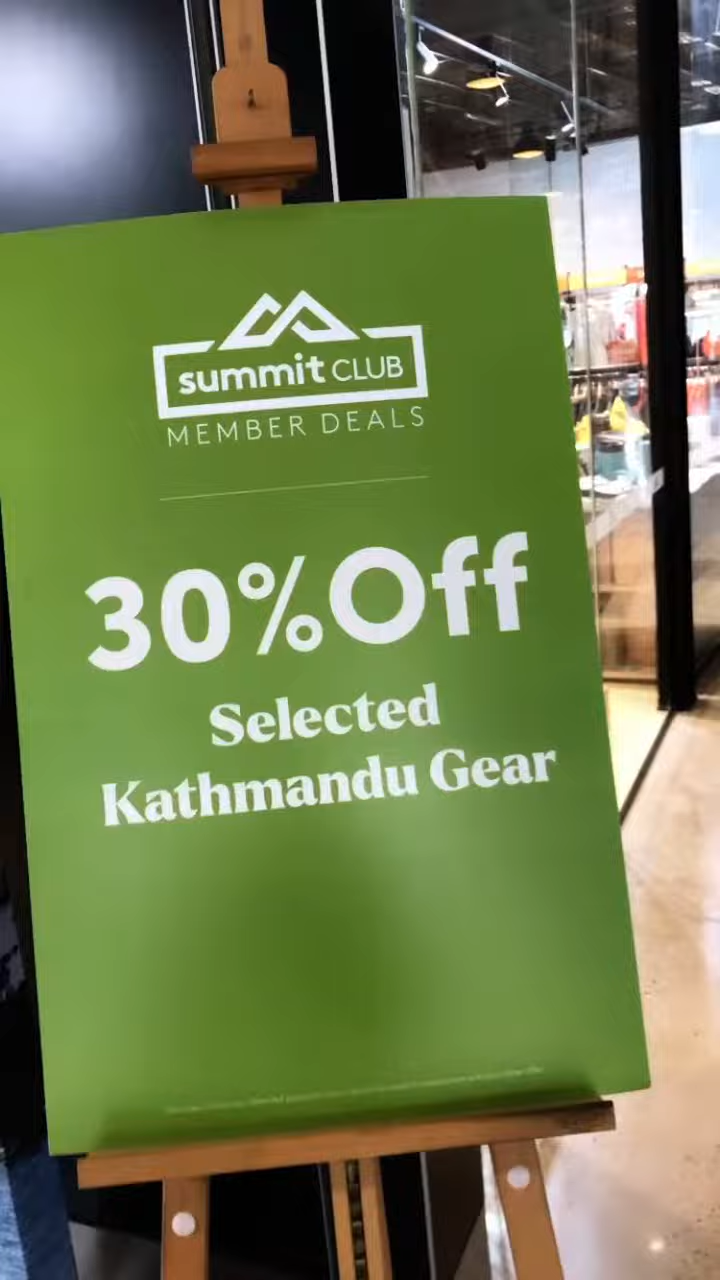 summit CLUB
MEMBER DEALS
30%Off
Selected
Kathmandu Gear